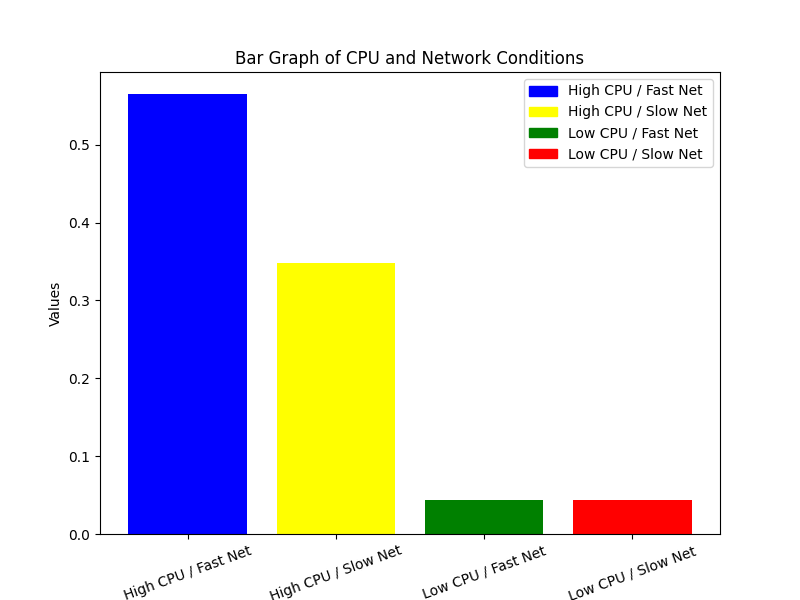 Bar Graph of CPU and Network Conditions
High CPU / Fast Net
High CPU / Slow Net
Low CPU / Fast Net
Low CPU / Slow Net
Values
0.5
0.4
0.3
0.2
0.1
0.0
High CPU / Fast Net
High CPU / Slow Net
Low CPU / Fast Net
Low CPU / Slow Net